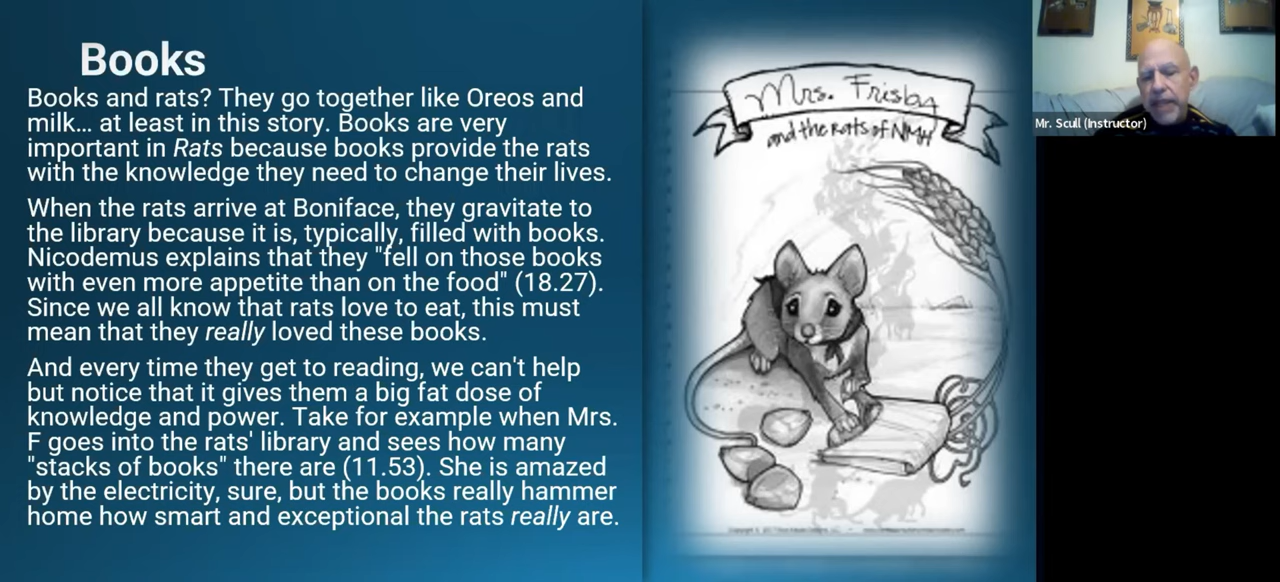 Books
Books and rats? They go together like Oreos and
milk... at least in this story. Books are very
important in Rats because books provide the rats
with the knowledge they need to change their lives.
When the rats arrive at Boniface, they gravitate to
the library because it is, typically, filled with books.
Nicodemus explains that they "fell on those books
with even more appetite than on the food" (18.27).
Since we all know that rats love to eat, this must
mean that they really loved these books.
And every time they get to reading, we can't help
but notice that it gives them a big fat dose of
knowledge and power. Take for example when Mrs.
F goes into the rats' library and sees how many
"stacks of books" there are (11.53). She is amazed
by the electricity, sure, but the books really hammer
home how smart and exceptional the rats really are.
Mrs. Frisby
and the Rats of NIMH
Mr. Scull (Instructor)